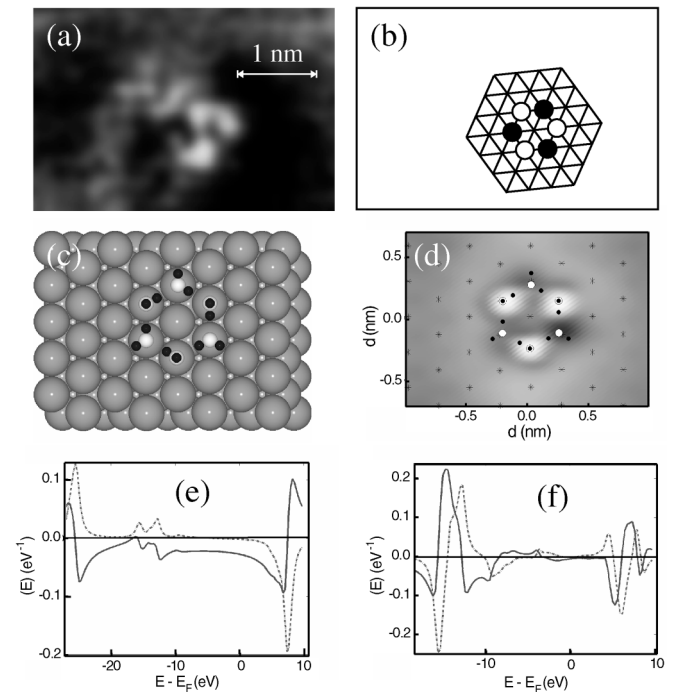 (a)
1 nm
(b)
(c)
(d)
0.5
0.0
-0.5
d (nm)
-0.5 0.0 0.5
d (nm)
(e)
0.1
0.0
-0.1
-0.2
(E) (eV⁻¹)
-20 -10 0 10
E - E_F (eV)
(f)
0.2
0.1
0.0
-0.1
-0.2
(E) (eV⁻¹)
-10 0 10
E - E_F (eV)